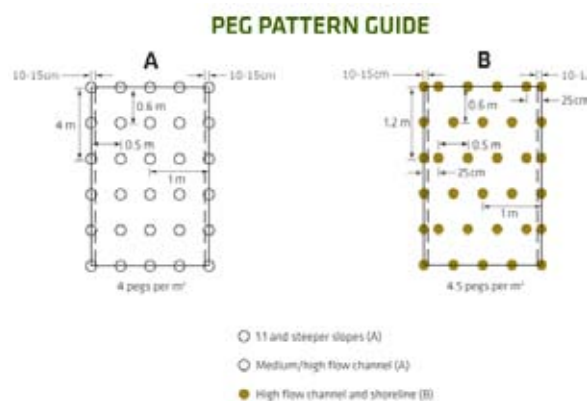 PEG PATTERN GUIDE
A
B
10-15cm
10-15cm
10-15cm
0.6 m
0.6 m
25cm
4 m
1.2 m
0.5 m
0.5 m
25cm
1 m
1 m
4 pegs per m²
4.5 pegs per m²
1:1 and steeper slopes (A)
Medium/high flow channel (A)
High flow channel and shoreline (B)